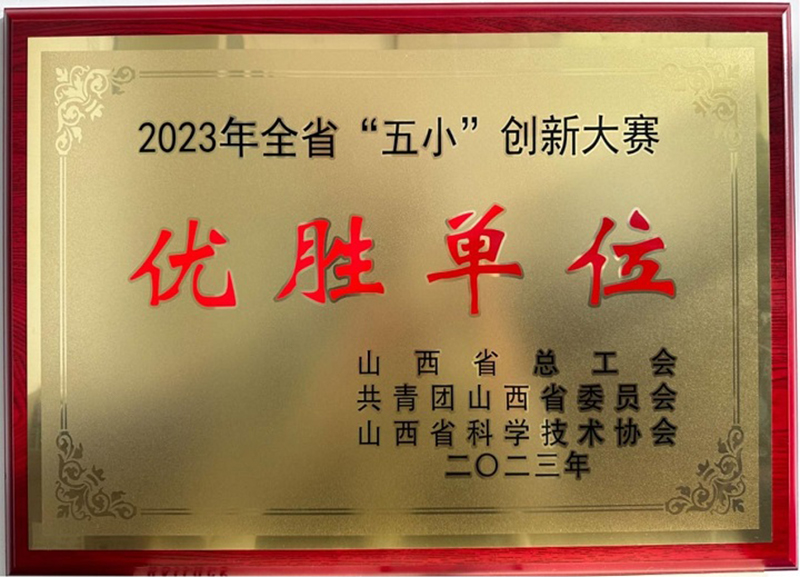 2023年全省“五小”创新大赛
优胜单位
山西省总工会
共青团山西省委员会
山西省科学技术协会
二〇二三年